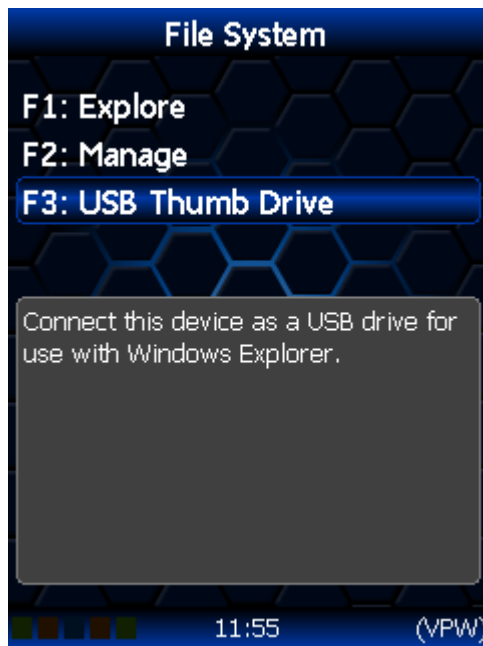 File System
F1: Explore
F2: Manage
F3: USB Thumb Drive
Connect this device as a USB drive for
use with Windows Explorer.
11:55
(VPW)